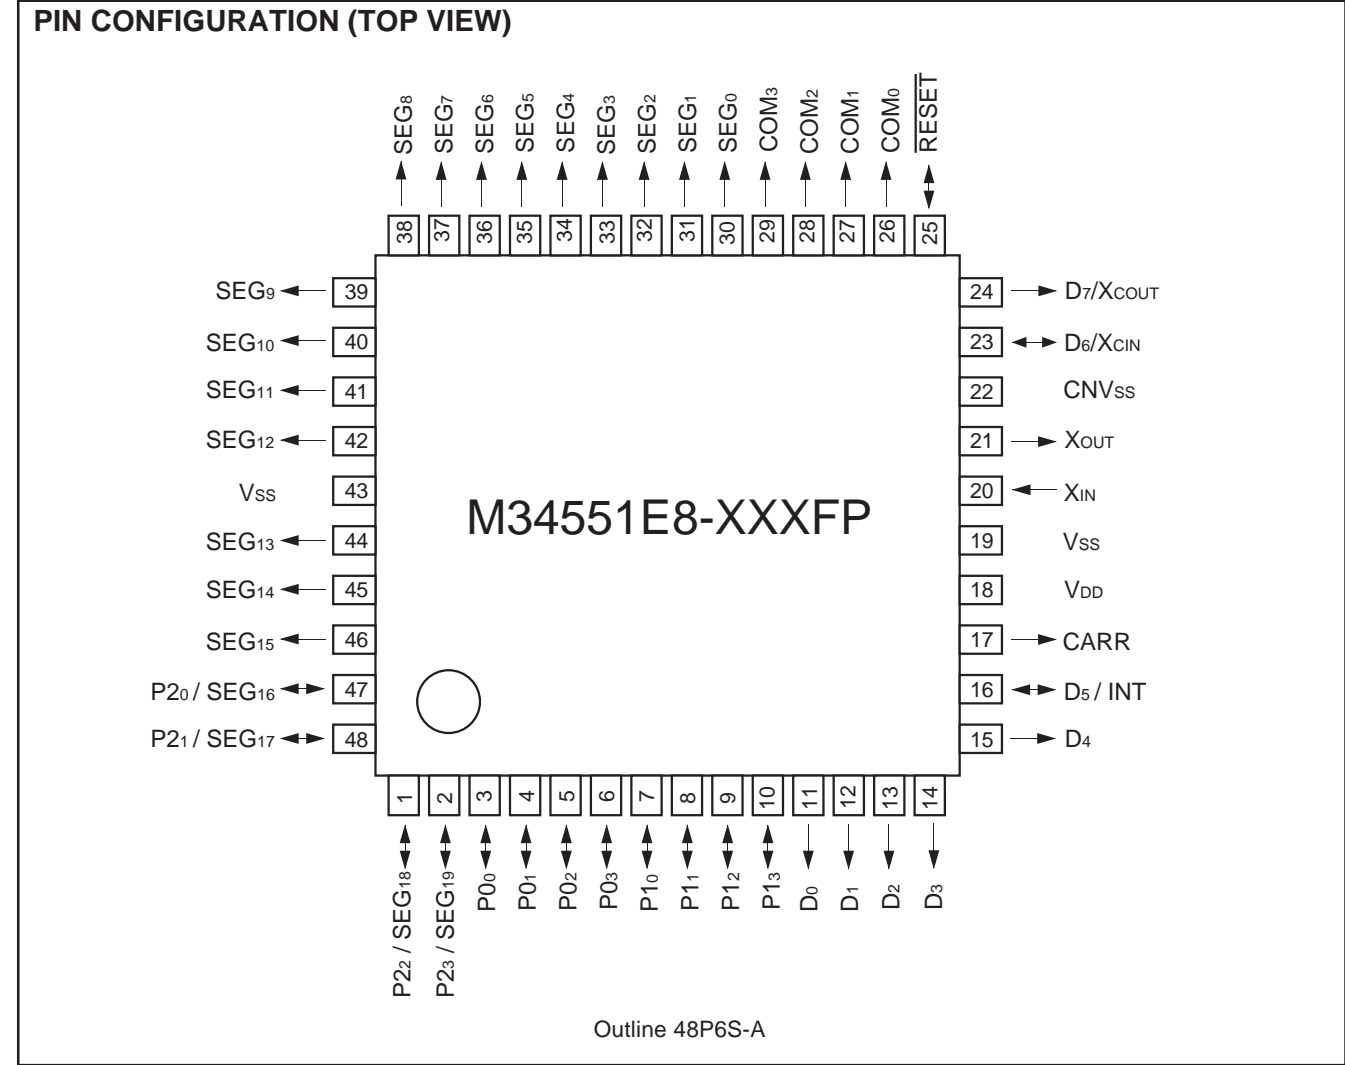 PIN CONFIGURATION (TOP VIEW)
SEG8
SEG7
SEG6
SEG5
SEG4
SEG3
SEG2
SEG1
SEG0
COM3
COM2
COM1
COM0
RESET
38
37
36
35
34
33
32
31
30
29
28
27
26
25
SEG9 39
SEG10 40
SEG11 41
SEG12 42
VSS 43
SEG13 44
SEG14 45
SEG15 46
P20 / SEG16 47
P21 / SEG17 48
M34551E8-XXXFP
24 D7/XCOUT
23 D6/XCIN
22 CNVSS
21 XOUT
20 XIN
19 VSS
18 VDD
17 CARR
16 D5 / INT
15 D4
1
2
3
4
5
6
7
8
9
10
11
12
13
14
P22 / SEG18
P23 / SEG19
P00
P01
P02
P03
P10
P11
P12
P13
D0
D1
D2
D3
Outline 48P6S-A